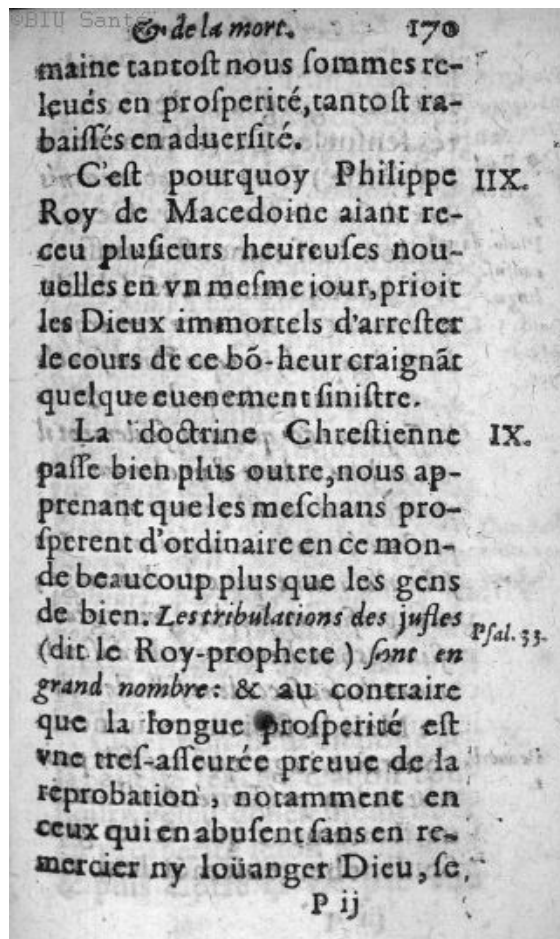 ©BIU Santé
& de la mort. 170
maine tantoſt nous ſommes re-
leués en proſperité, tantoſt ra-
baiſſés en aduerſité.
C'eſt pourquoy Philippe IIX.
Roy de Macedoine aiant re-
ceu pluſieurs heureuſes nou-
uelles en vn meſme iour, prioit
les Dieux immortels d'arreſter
le cours de ce bõ-heur craignãt
quelque euenement ſiniſtre.
La doctrine Chreſtienne IX.
paſſe bien plus outre, nous ap-
prenant que les meſchans pro-
ſperent d'ordinaire en ce mon-
de beaucoup plus que les gens
de bien. Les tribulations des juſtes
Pſal. 33.
(dit le Roy-prophete) ſont en
grand nombre: & au contraire
que la longue proſperité eſt
vne tres-aſſeurée preuue de la
reprobation, notamment en
ceux qui en abuſent ſans en re-
mercier ny loüanger Dieu, ſe
P ij